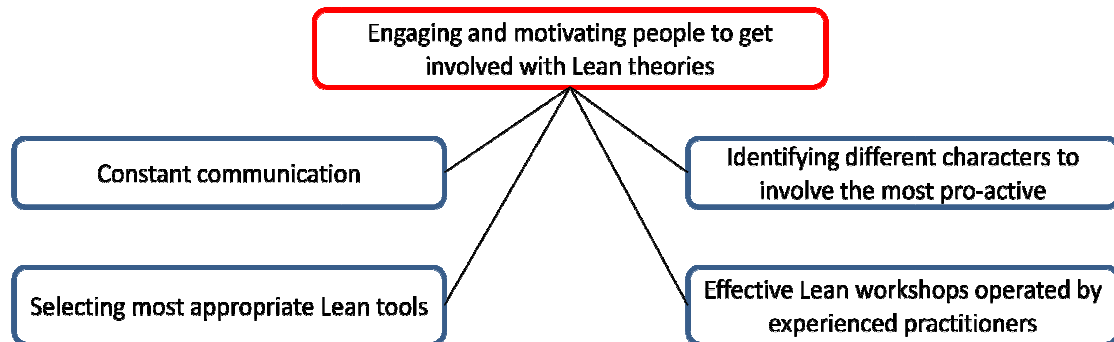 Engaging and motivating people to get
involved with Lean theories
Constant communication
Identifying different characters to
involve the most pro-active
Selecting most appropriate Lean tools
Effective Lean workshops operated by
experienced practitioners